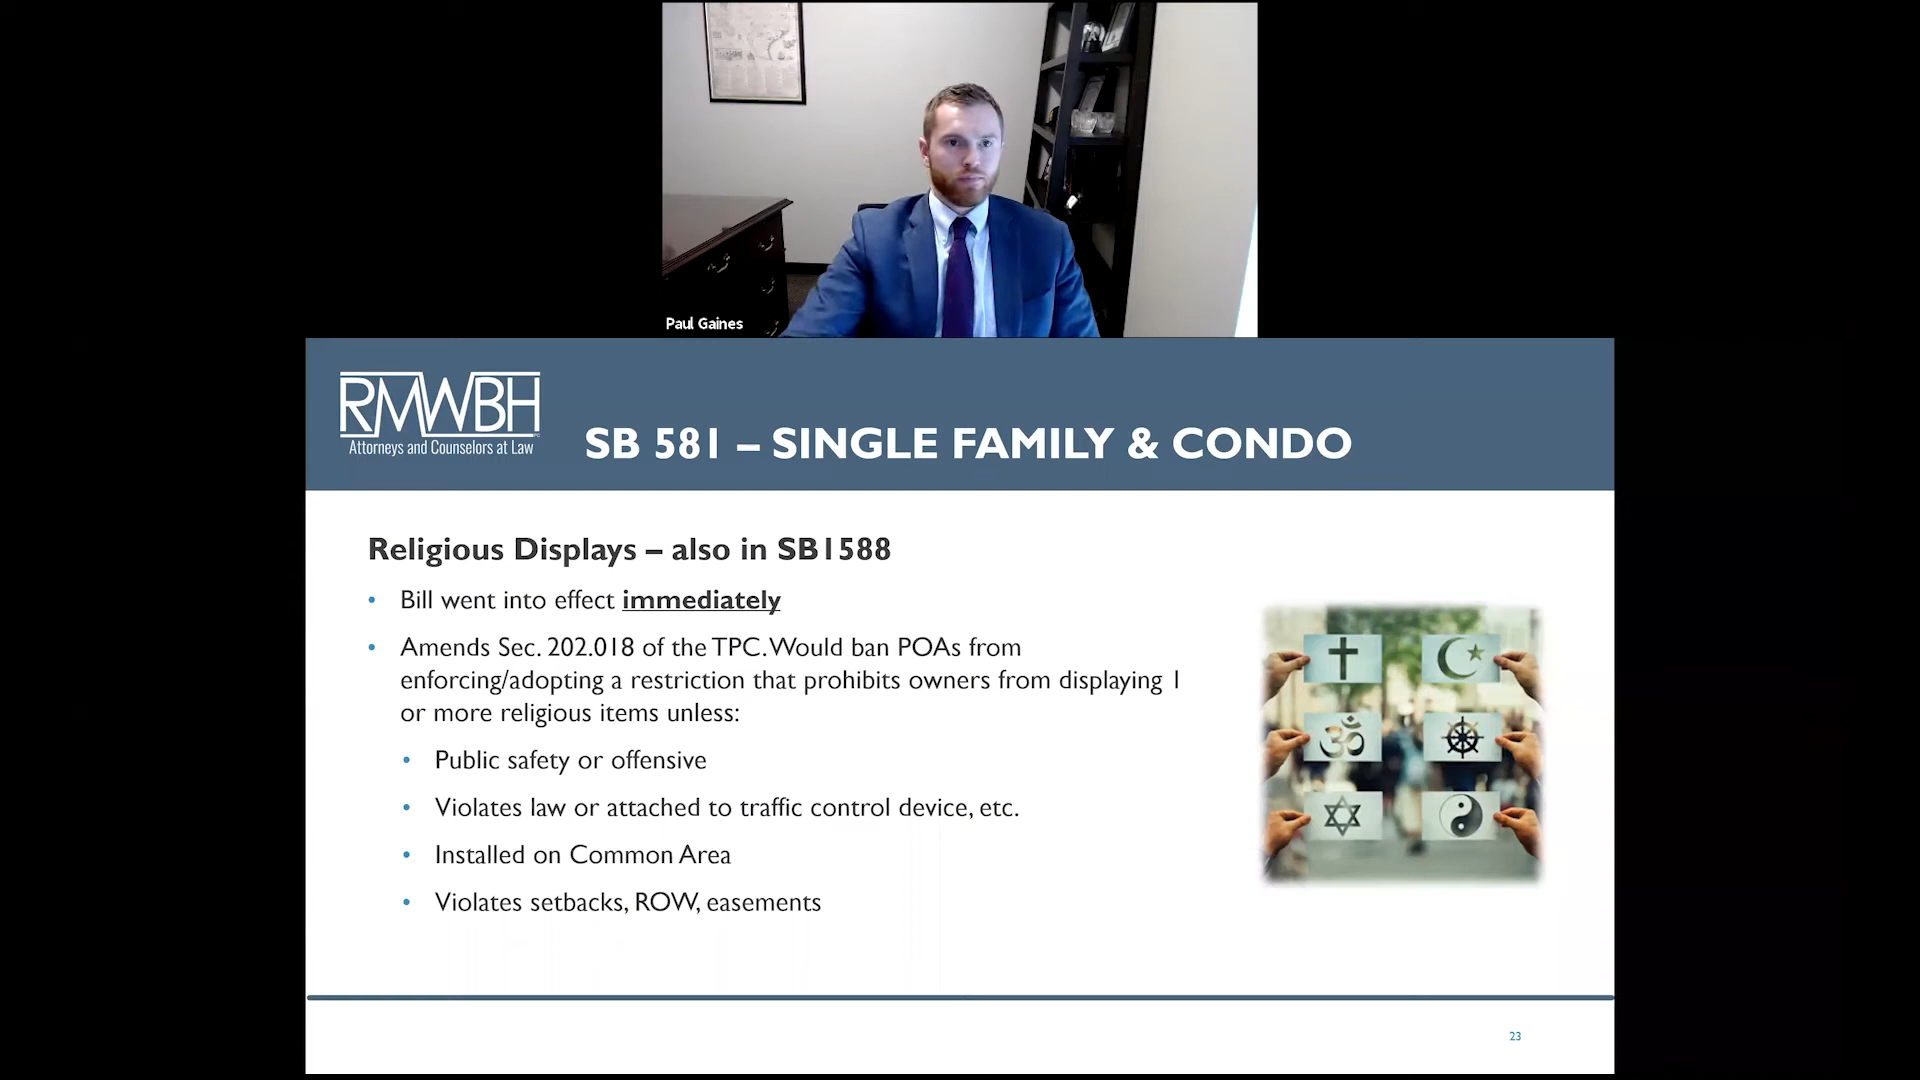 Paul Gaines
RMWBH
Attorneys and Counselors at Law
SB 581 – SINGLE FAMILY & CONDO
Religious Displays – also in SB1588
• Bill went into effect immediately
• Amends Sec. 202.018 of the TPC. Would ban POAs from
enforcing/adopting a restriction that prohibits owners from displaying 1
or more religious items unless:
• Public safety or offensive
• Violates law or attached to traffic control device, etc.
• Installed on Common Area
• Violates setbacks, ROW, easements
23